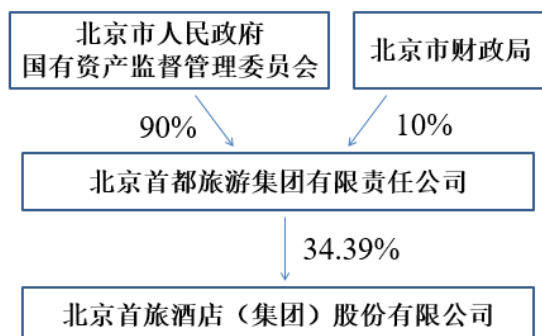 北京市人民政府
国有资产监督管理委员会
北京市财政局
90%
10%
北京首都旅游集团有限责任公司
34.39%
北京首旅酒店（集团）股份有限公司